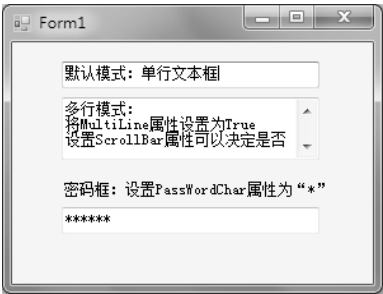 Form1
默认模式：单行文本框
多行模式：
将MultiLine属性设置为True
设置ScrollBar属性可以决定是否
密码框：设置PassWordChar属性为“*”
******